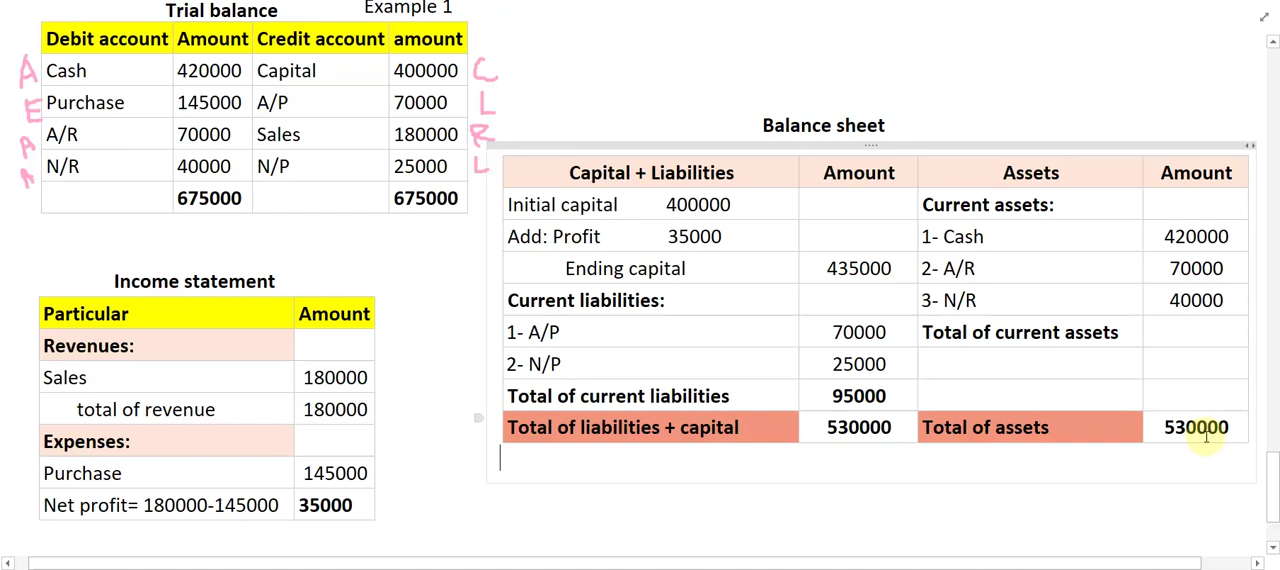 Trial balance
Example 1
Debit account Amount Credit account amount
A Cash 420000 Capital 400000 C
E Purchase 145000 A/P 70000 L
A A/R 70000 Sales 180000 R
A N/R 40000 N/P 25000 L
675000 675000
Income statement
Particular Amount
Revenues:
Sales 180000
total of revenue 180000
Expenses:
Purchase 145000
Net profit= 180000-145000 35000
Balance sheet
Capital + Liabilities Amount Assets Amount
Initial capital 400000 Current assets:
Add: Profit 35000 1- Cash 420000
Ending capital 435000 2- A/R 70000
Current liabilities: 3- N/R 40000
1- A/P 70000 Total of current assets
2- N/P 25000
Total of current liabilities 95000
Total of liabilities + capital 530000 Total of assets 530000